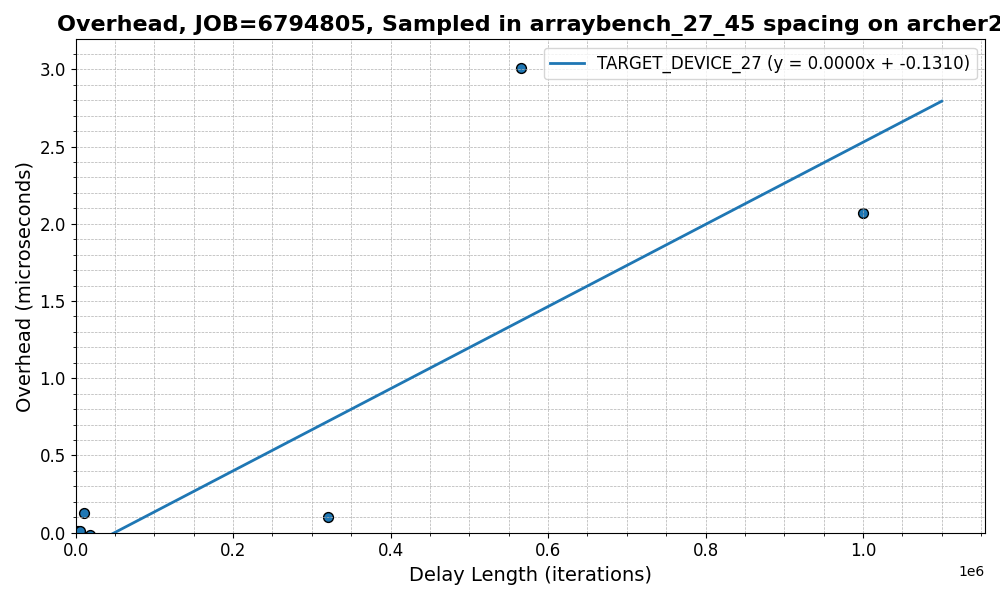 Overhead, JOB=6794805, Sampled in arraybench_27_45 spacing on archer2
TARGET_DEVICE_27 (y = 0.0000x + -0.1310)
Overhead (microseconds)
3.0
2.5
2.0
1.5
1.0
0.5
0.0
0.0 0.2 0.4 0.6 0.8 1.0
1e6
Delay Length (iterations)